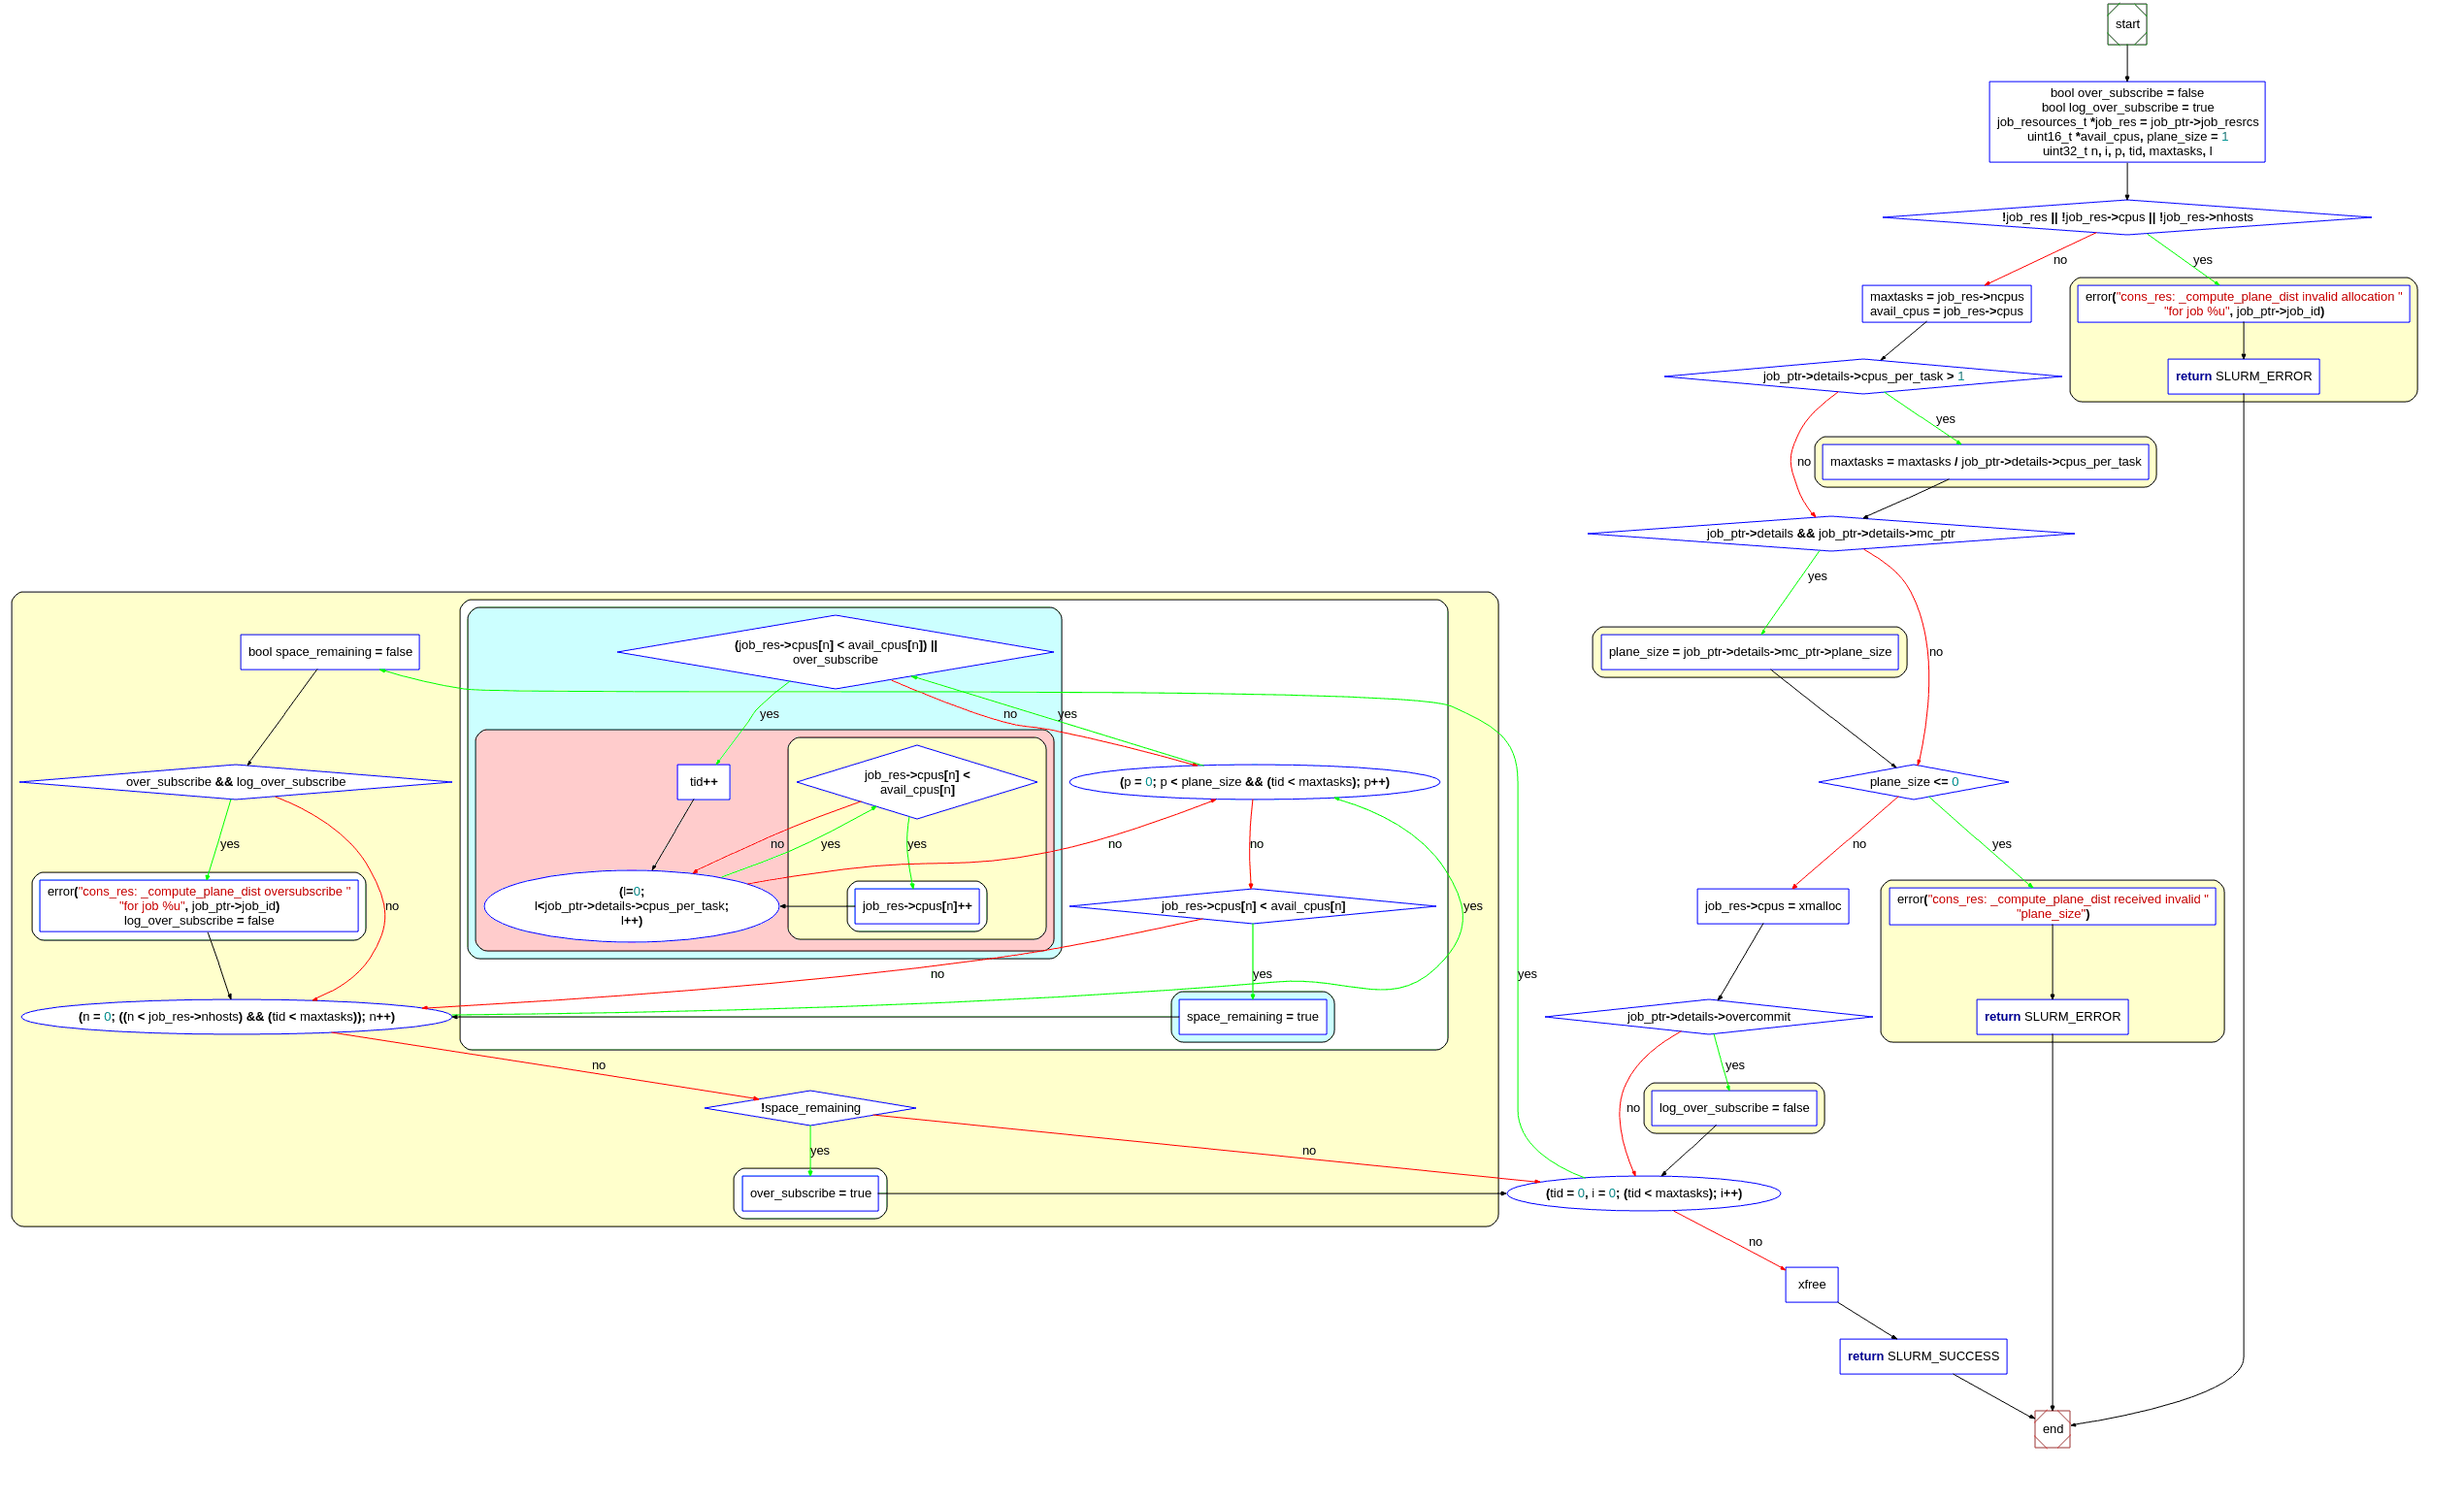 start
bool over_subscribe = false
bool log_over_subscribe = true
job_resources_t *job_res = job_ptr->job_resrcs
uint16_t *avail_cpus, plane_size = 1
uint32_t n, i, p, tid, maxtasks, l
!job_res || !job_res->cpus || !job_res->nhosts
no
yes
maxtasks = job_res->ncpus
avail_cpus = job_res->cpus
error("cons_res: _compute_plane_dist invalid allocation "
"for job %u", job_ptr->job_id)
return SLURM_ERROR
job_ptr->details->cpus_per_task > 1
yes
no
maxtasks = maxtasks / job_ptr->details->cpus_per_task
job_ptr->details && job_ptr->details->mc_ptr
yes
no
plane_size = job_ptr->details->mc_ptr->plane_size
plane_size <= 0
no
yes
job_res->cpus = xmalloc
error("cons_res: _compute_plane_dist received invalid "
"plane_size")
return SLURM_ERROR
job_ptr->details->overcommit
yes
no
log_over_subscribe = false
(tid = 0, i = 0; (tid < maxtasks); i++)
yes
no
bool space_remaining = false
over_subscribe && log_over_subscribe
yes
no
error("cons_res: _compute_plane_dist oversubscribe "
"for job %u", job_ptr->job_id)
log_over_subscribe = false
(n = 0; ((n < job_res->nhosts) && (tid < maxtasks)); n++)
yes
no
(p = 0; p < plane_size && (tid < maxtasks); p++)
yes
no
(job_res->cpus[n] < avail_cpus[n]) ||
over_subscribe
yes
no
tid++
(l=0;
l<job_ptr->details->cpus_per_task;
l++)
yes
no
job_res->cpus[n] <
avail_cpus[n]
no
yes
job_res->cpus[n]++
job_res->cpus[n] < avail_cpus[n]
no
yes
space_remaining = true
!space_remaining
yes
no
over_subscribe = true
xfree
return SLURM_SUCCESS
end